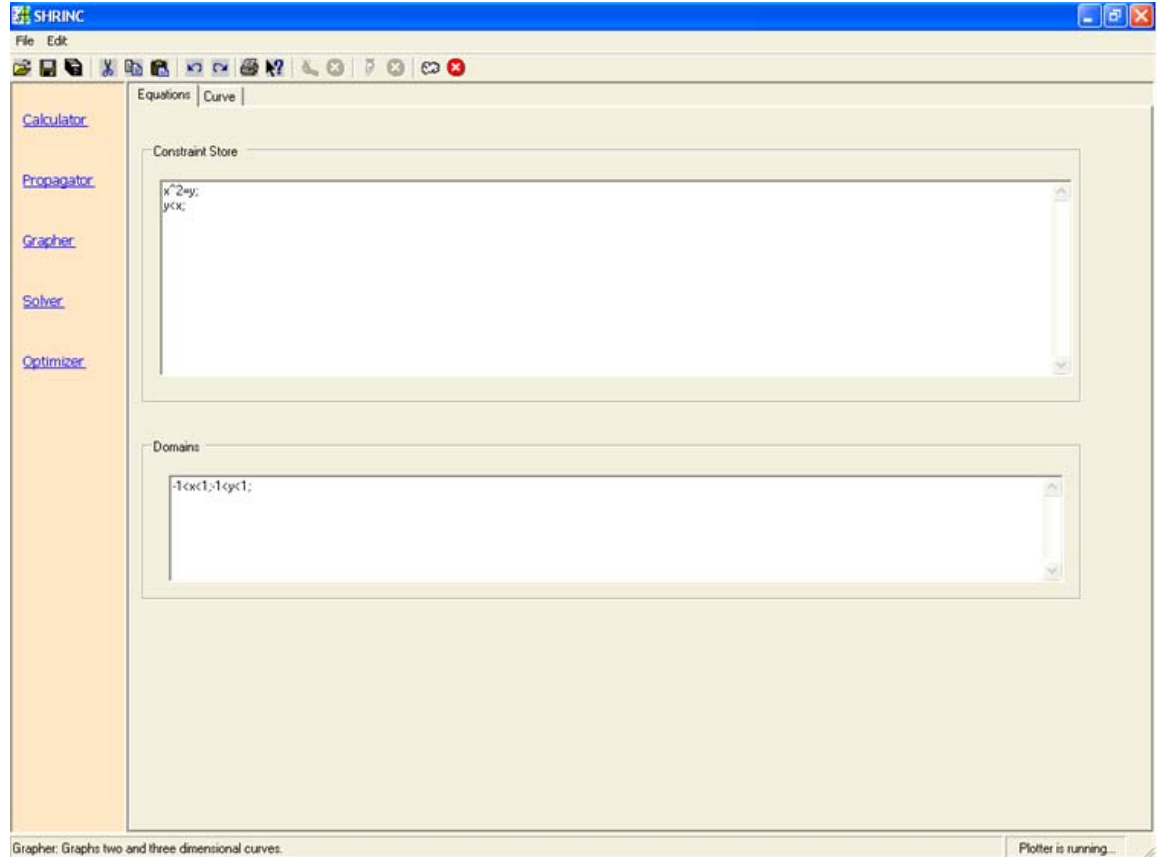 SHRINC
File Edit
Equations Curve
Calculator
Propagator
Grapher
Solver
Optimizer
Constraint Store
x^2=y;
y<x;
Domains
-1<x<1;-1<y<1;
Grapher: Graphs two and three dimensional curves.
Plotter is running...